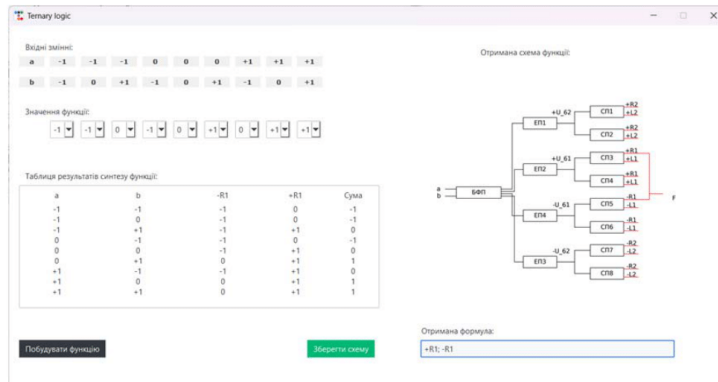 Ternary logic
Вхідні змінні:
a -1 -1 -1 0 0 0 +1 +1 +1
b -1 0 +1 -1 0 +1 -1 0 +1
Значення функції:
-1 -1 0 -1 0 +1 0 +1 +1
Таблиця результатів синтезу функції:
a b -R1 +R1 Сума
-1 -1 -1 0 -1
-1 0 -1 0 -1
-1 +1 -1 +1 0
0 -1 -1 0 -1
0 0 -1 +1 0
0 +1 0 +1 1
+1 -1 -1 +1 0
+1 0 0 +1 1
+1 +1 0 +1 1
Побудувати функцію
Зберегти схему
Отримана схема функції:
a
b
БФП
ЕП1
+U_62
СП1
+R2
+L2
СП2
+R2
+L2
ЕП2
+U_61
СП3
+R1
+L1
СП4
+R1
+L1
F
ЕП4
-U_61
СП5
-R1
-L1
СП6
-R1
-L1
ЕП3
-U_62
СП7
-R2
-L2
СП8
-R2
-L2
Отримана формула:
+R1; -R1